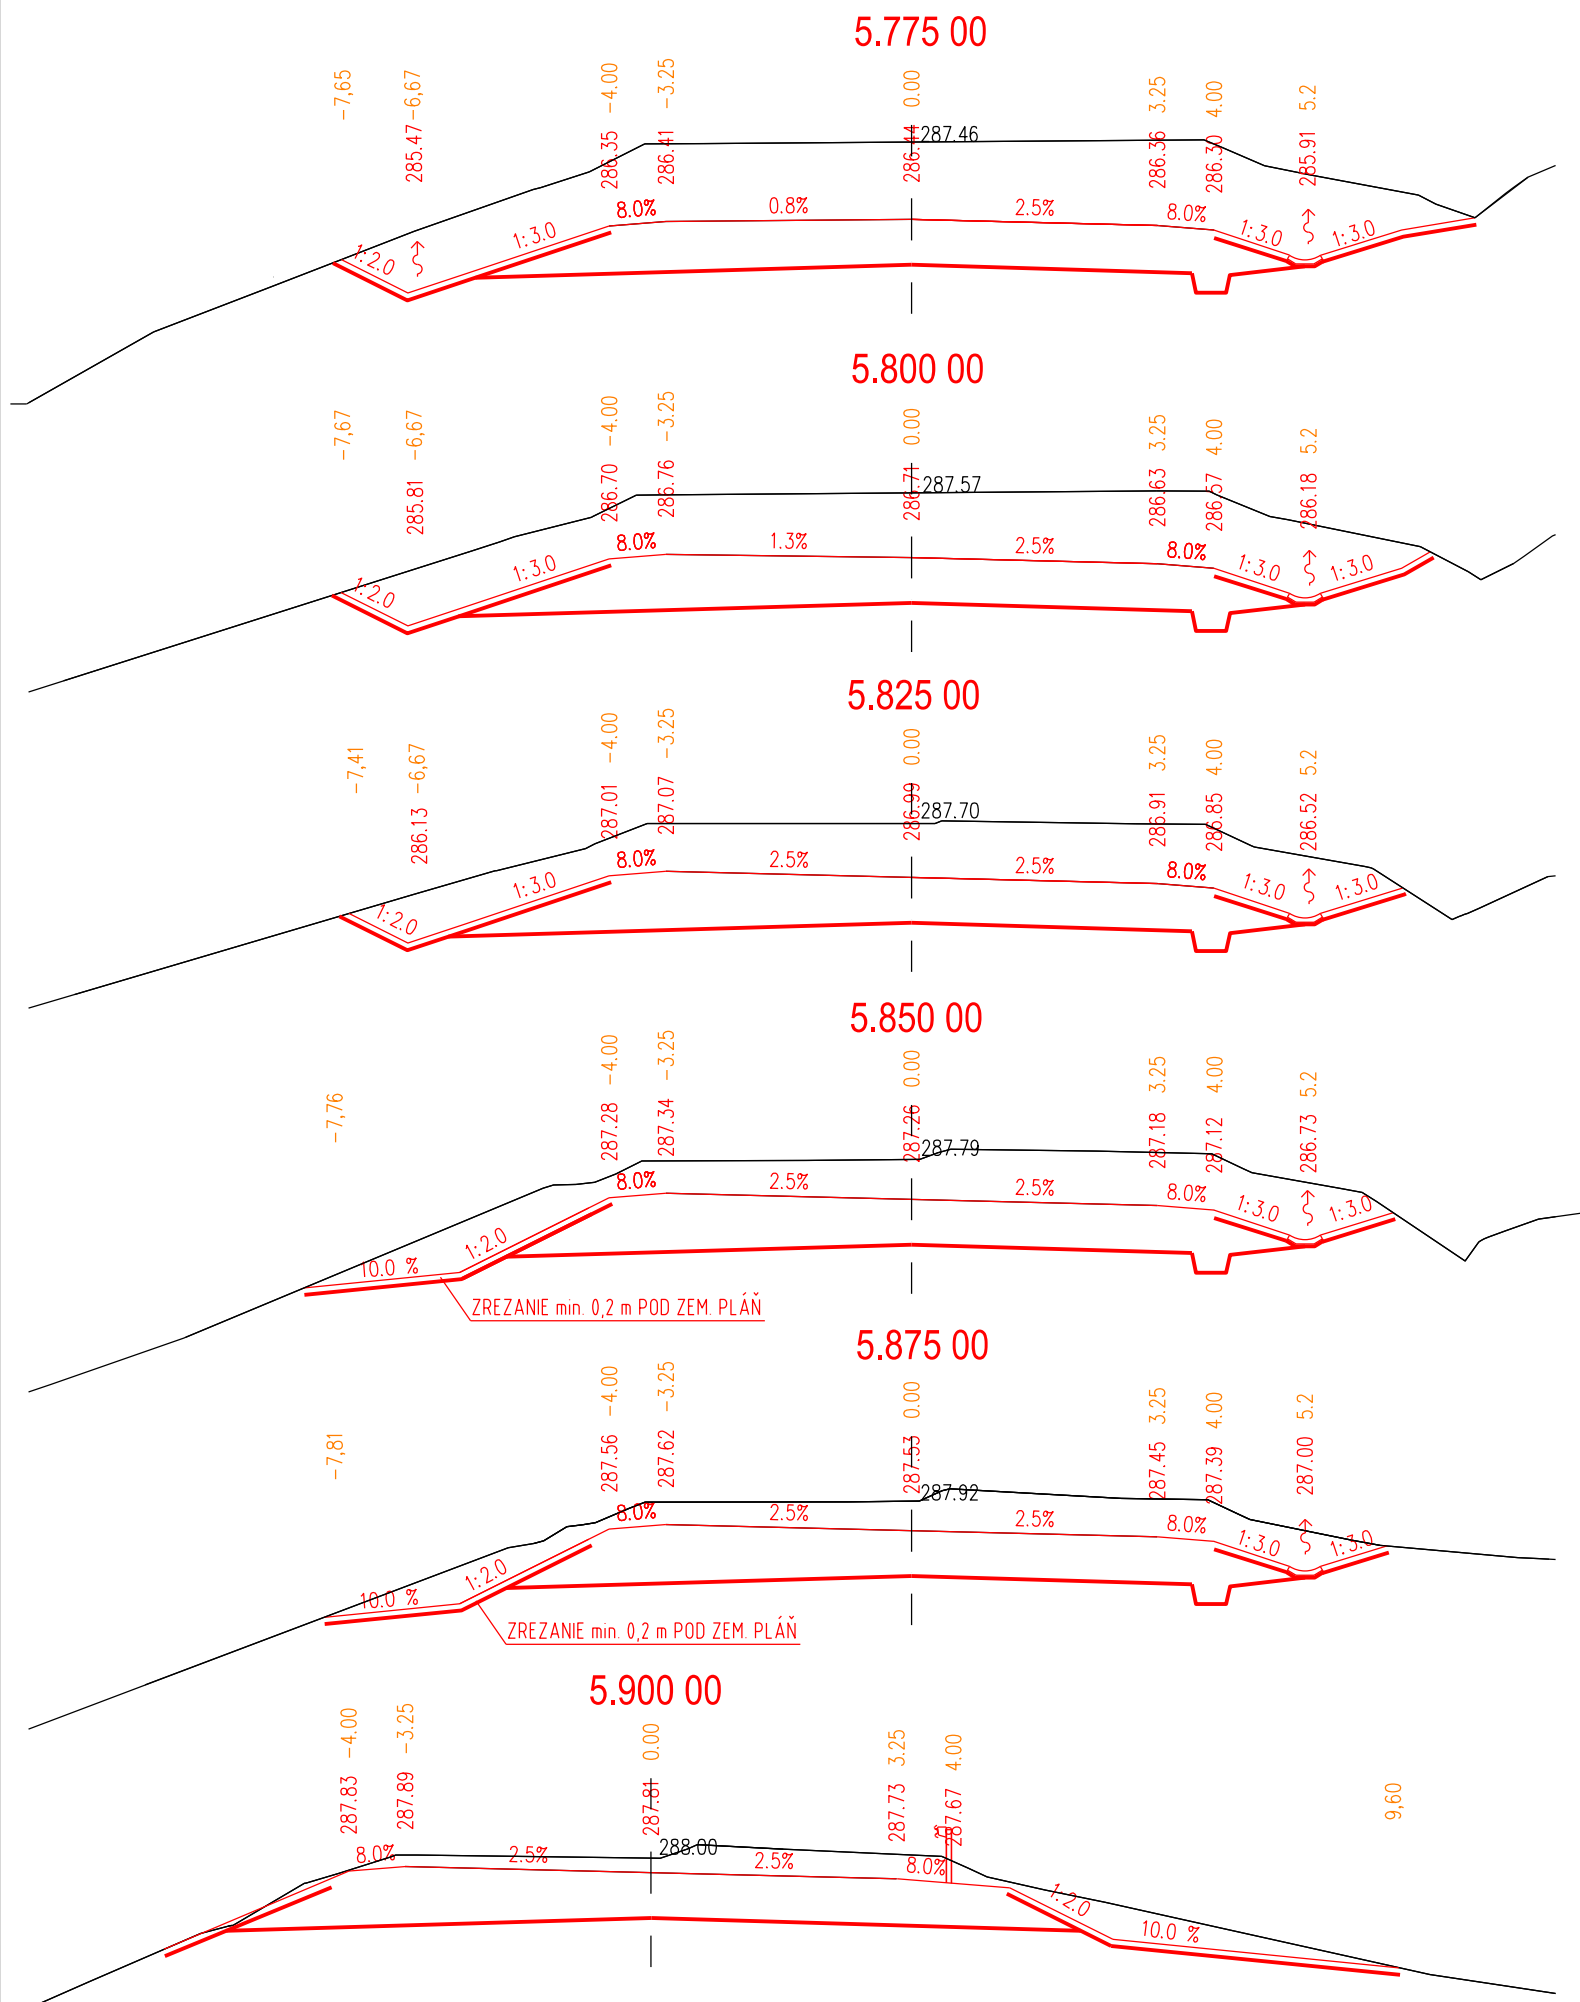 5.775 00
-7,65 -6,67 -4.00 -3.25 0.00 3.25 4.00 5.2
285.47 286.35 286.41 286.44 287.46 286.36 286.30 285.91
8.0% 0.8% 2.5% 8.0%
1:2.0 1:3.0 1:3.0 1:3.0
5.800 00
-7,67 -6,67 -4.00 -3.25 0.00 3.25 4.00 5.2
285.81 286.70 286.76 286.71 287.57 286.63 286.57 286.18
8.0% 1.3% 2.5% 8.0%
1:2.0 1:3.0 1:3.0 1:3.0
5.825 00
-7,41 -6,67 -4.00 -3.25 0.00 3.25 4.00 5.2
286.13 287.01 287.07 286.99 287.70 286.91 286.85 286.52
8.0% 2.5% 2.5% 8.0%
1:2.0 1:3.0 1:3.0 1:3.0
5.850 00
-7,76 -4.00 -3.25 0.00 3.25 4.00 5.2
287.28 287.34 287.26 287.79 287.18 287.12 286.73
8.0% 2.5% 2.5% 8.0%
10.0 % 1:2.0 1:3.0 1:3.0
ZREZANIE min. 0,2 m POD ZEM. PLÁŇ
5.875 00
-7,81 -4.00 -3.25 0.00 3.25 4.00 5.2
287.56 287.62 287.53 287.92 287.45 287.39 287.00
8.0% 2.5% 2.5% 8.0%
10.0 % 1:2.0 1:3.0 1:3.0
ZREZANIE min. 0,2 m POD ZEM. PLÁŇ
5.900 00
-4.00 -3.25 0.00 3.25 4.00 9,60
287.83 287.89 287.81 288.00 287.73 287.67
8.0% 2.5% 2.5% 8.0%
1:2.0 10.0 %